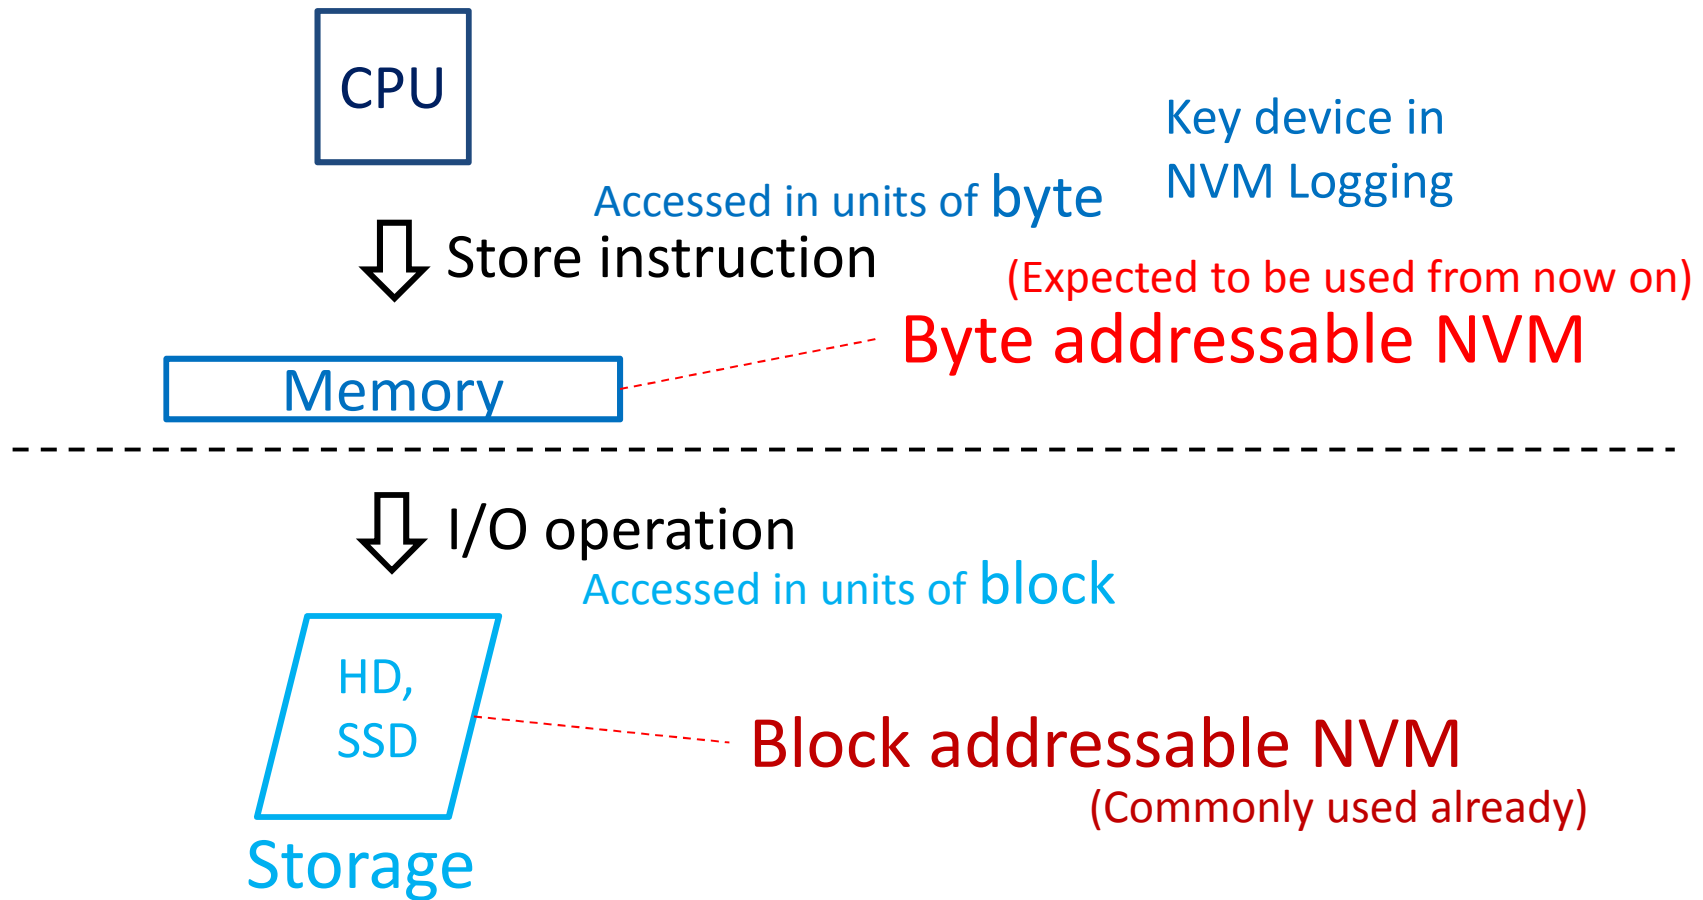 CPU
Key device in
NVM Logging
Accessed in units of byte
Store instruction
(Expected to be used from now on)
Byte addressable NVM
Memory
I/O operation
Accessed in units of block
HD,
SSD
Block addressable NVM
(Commonly used already)
Storage